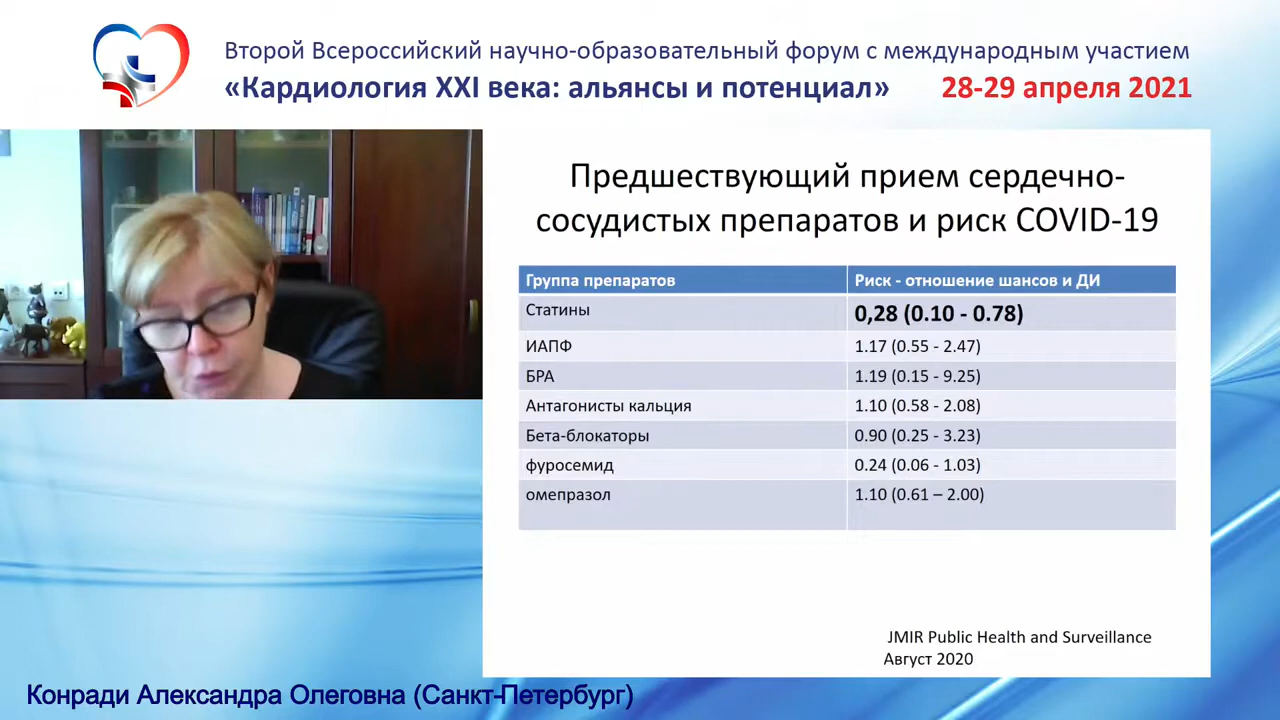 Второй Всероссийский научно-образовательный форум с международным участием
«Кардиология XXI века: альянсы и потенциал» 28-29 апреля 2021
Предшествующий прием сердечно-
сосудистых препаратов и риск COVID-19
Группа препаратов Риск - отношение шансов и ДИ
Статины 0,28 (0.10 - 0.78)
ИАПФ 1.17 (0.55 - 2.47)
БРА 1.19 (0.15 - 9.25)
Антагонисты кальция 1.10 (0.58 - 2.08)
Бета-блокаторы 0.90 (0.25 - 3.23)
фуросемид 0.24 (0.06 - 1.03)
омепразол 1.10 (0.61 – 2.00)
JMIR Public Health and Surveillance
Август 2020
Конради Александра Олеговна (Санкт-Петербург)